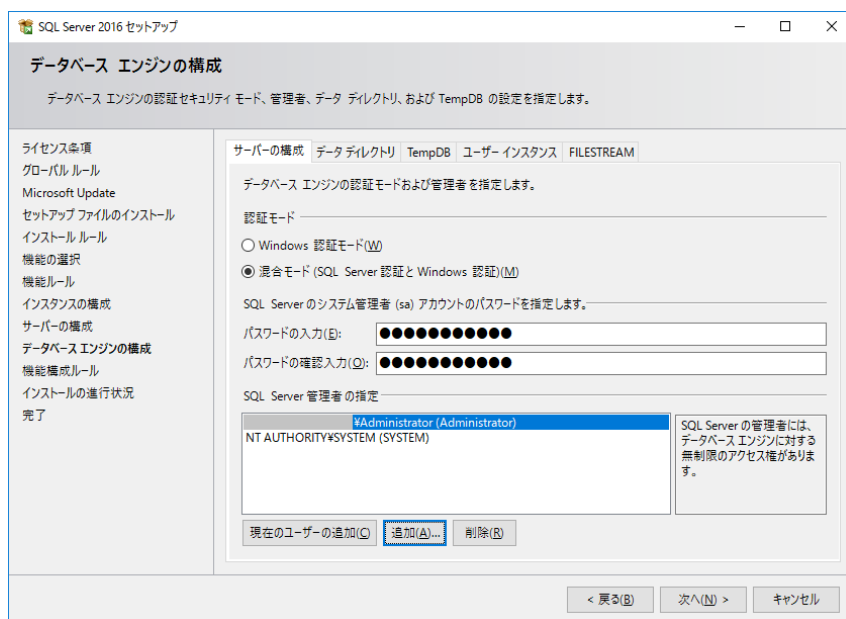 SQL Server 2016 セットアップ
データベース エンジンの構成
データベース エンジンの認証セキュリティ モード、管理者、データ ディレクトリ、および TempDB の設定を指定します。
ライセンス条項
グローバル ルール
Microsoft Update
セットアップ ファイルのインストール
インストール ルール
機能の選択
機能ルール
インスタンスの構成
サーバーの構成
データベース エンジンの構成
機能構成ルール
インストールの進行状況
完了
サーバーの構成 データ ディレクトリ TempDB ユーザー インスタンス FILESTREAM
データベース エンジンの認証モードおよび管理者を指定します。
認証モード
Windows 認証モード(W)
混合モード (SQL Server 認証と Windows 認証)(M)
SQL Server のシステム管理者 (sa) アカウントのパスワードを指定します。
パスワードの入力(E): ●●●●●●●●●●●
パスワードの確認入力(O): ●●●●●●●●●●●
SQL Server 管理者の指定
¥Administrator (Administrator)
NT AUTHORITY¥SYSTEM (SYSTEM)
SQL Server の管理者には、
データベース エンジンに対する
無制限のアクセス権がありま
す。
現在のユーザーの追加(C) 追加(A)... 削除(R)
< 戻る(B) 次へ(N) > キャンセル